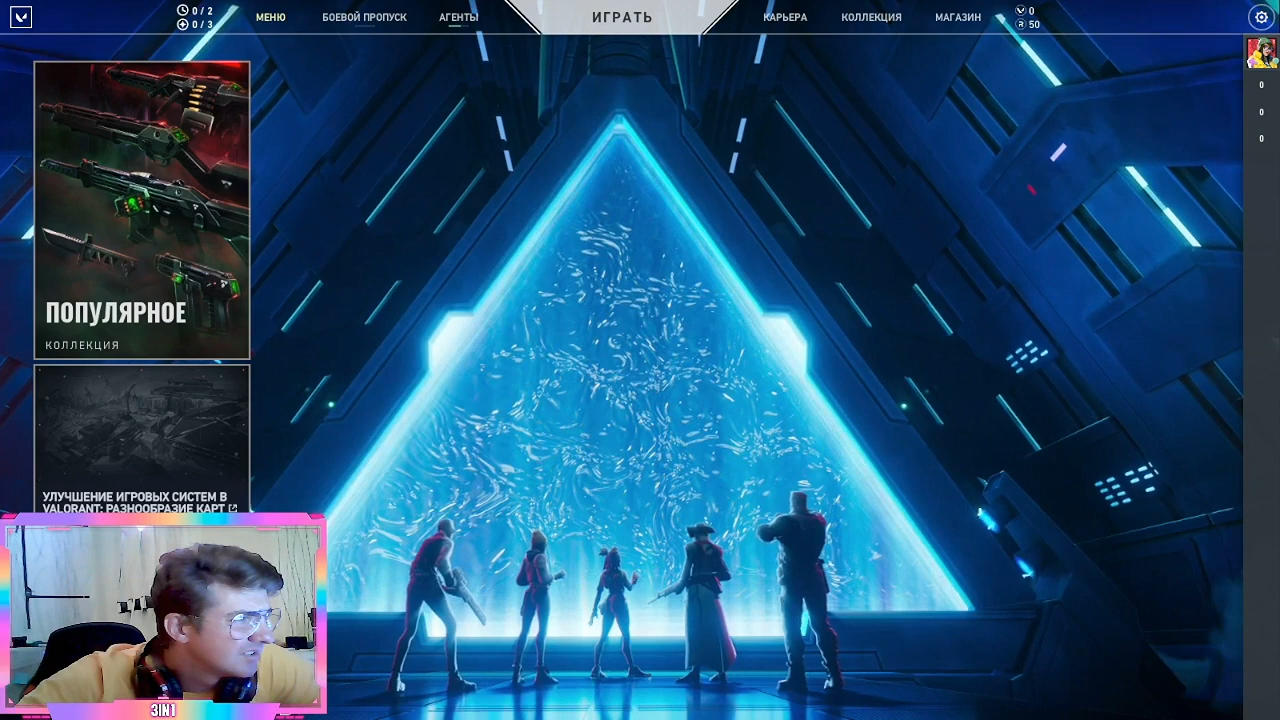 0 / 2
0 / 3
МЕНЮ
БОЕВОЙ ПРОПУСК
АГЕНТЫ
ИГРАТЬ
КАРЬЕРА
КОЛЛЕКЦИЯ
МАГАЗИН
0
50
0
0
0
ПОПУЛЯРНОЕ
КОЛЛЕКЦИЯ
УЛУЧШЕНИЕ ИГРОВЫХ СИСТЕМ В
VALORANT: РАЗНООБРАЗИЕ КАРТ
3IN1